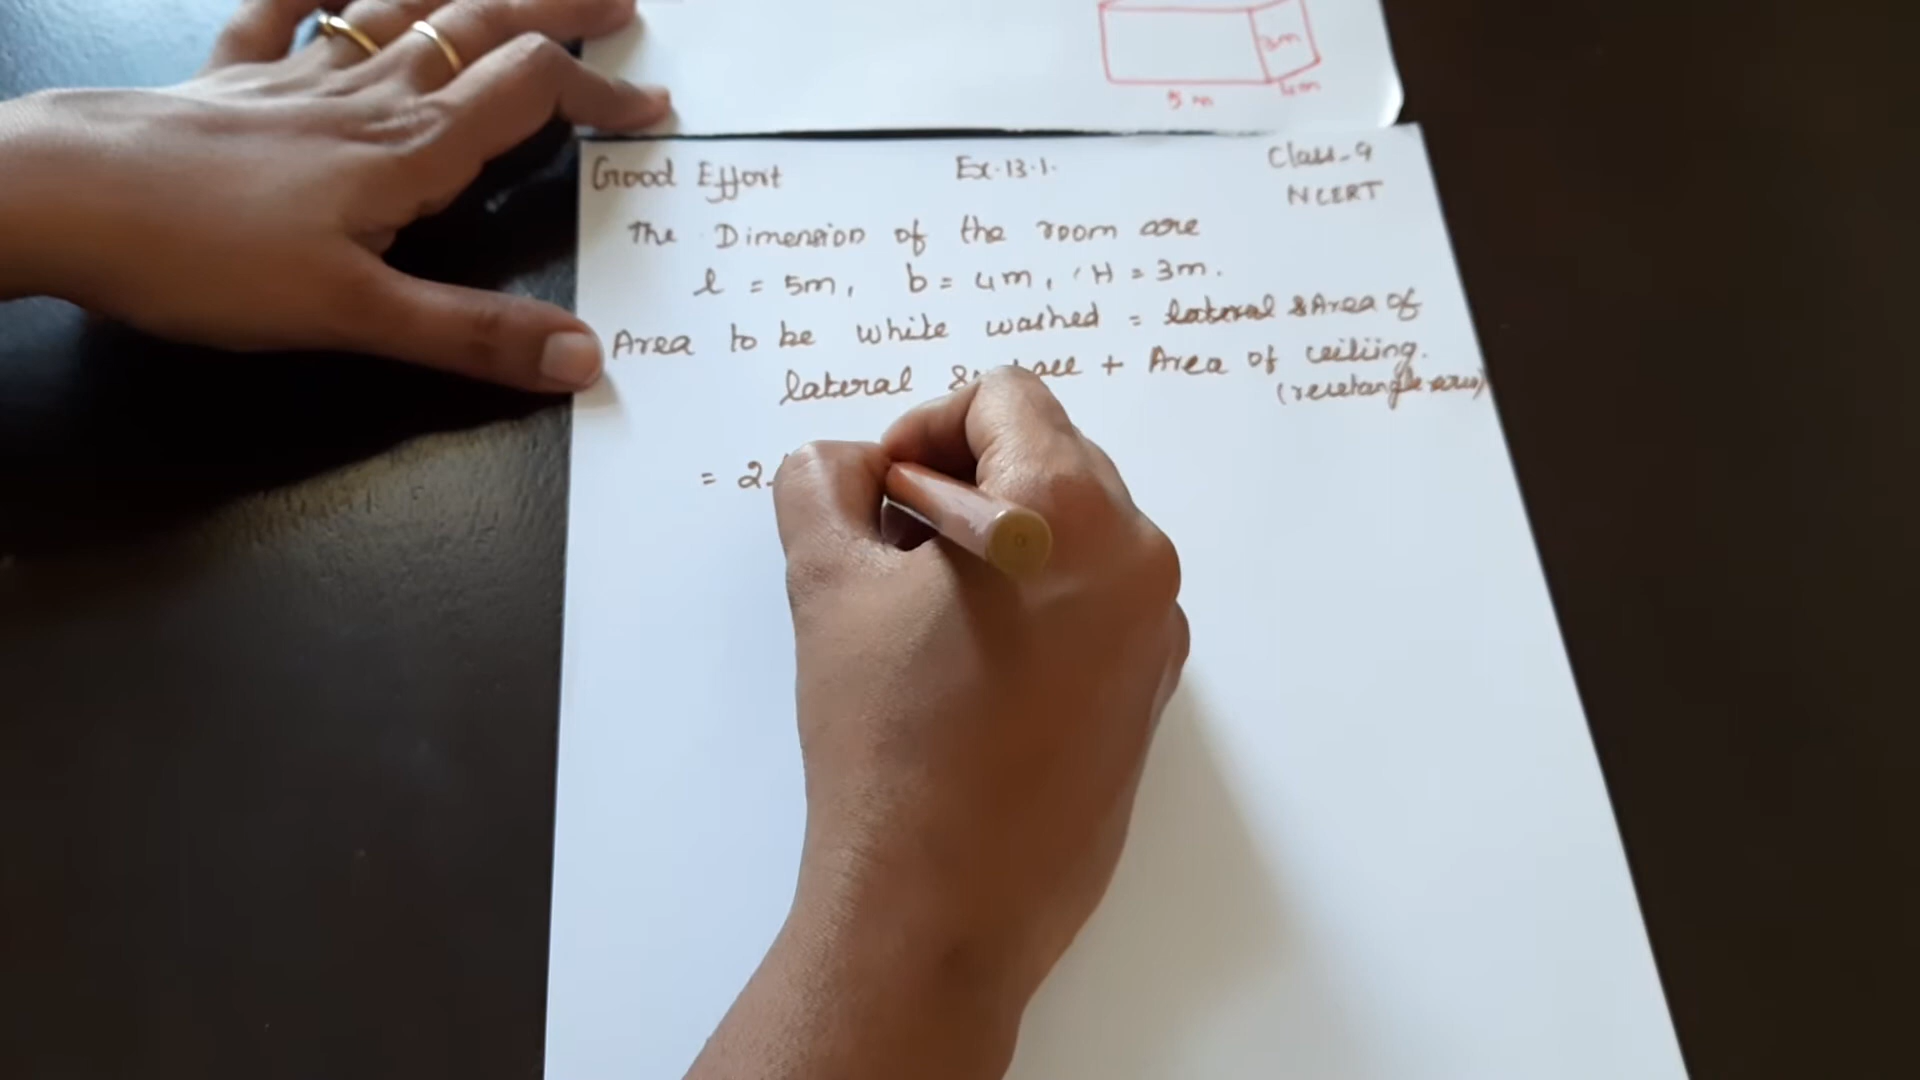 3m
5 m
4m
Good Effort Ex-13.1. Class-9
NCERT
The Dimension of the room are
l = 5m, b = 4m, H = 3m.
Area to be white washed = lateral & Area of
lateral + Area of ceiliing.
= 2